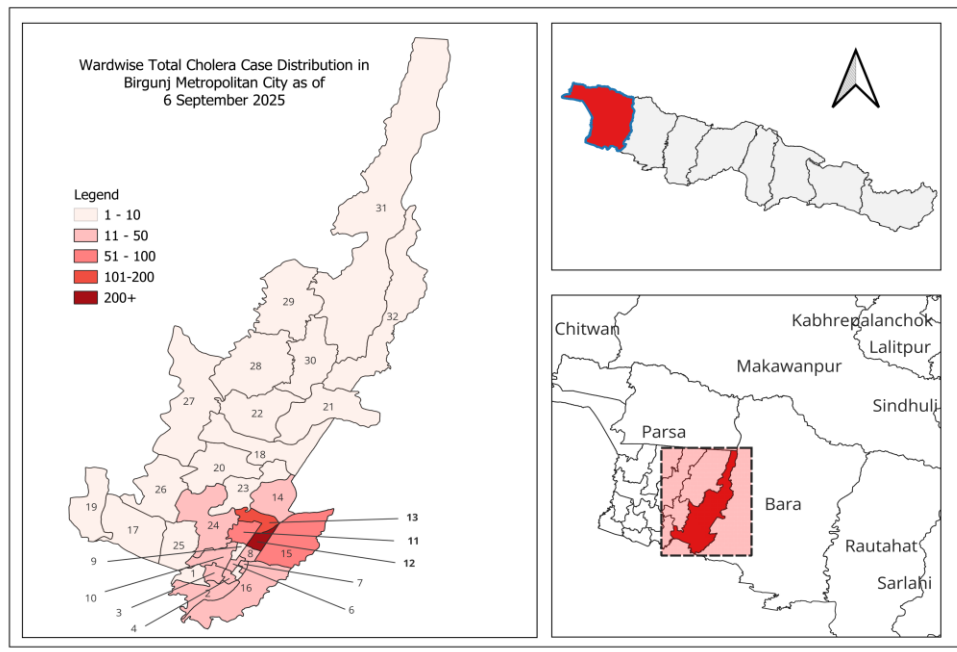 Wardwise Total Cholera Case Distribution in
Birgunj Metropolitan City as of
6 September 2025
Legend
1 - 10
11 - 50
51 - 100
101-200
200+
31
29
32
30
28
27
21
22
18
20
26
23
14
19
17
24
13
25
11
9
8
15
12
10
1
7
3
2
16
6
4
Chitwan
Kabhrepalanchok
Lalitpur
Makawanpur
Sindhuli
Parsa
Bara
Rautahat
Sarlahi